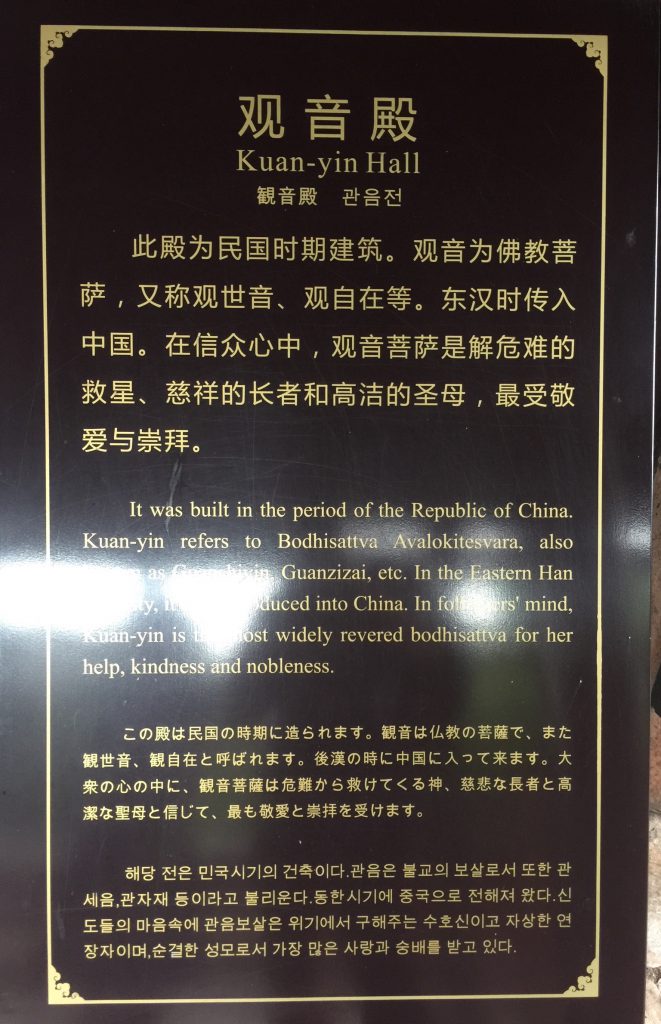 观音殿
Kuan-yin Hall
観音殿 관음전
此殿为民国时期建筑。观音为佛教菩
萨，又称观世音、观自在等。东汉时传入
中国。在信众心中，观音菩萨是解危难的
救星、慈祥的长者和高洁的圣母，最受敬
爱与崇拜。
It was built in the period of the Republic of China.
Kuan-yin refers to Bodhisattva Avalokitesvara, also
as Guanshiyin, Guanzizai, etc. In the Eastern Han
into China. In followers' mind,
Kuan-yin is the most widely revered bodhisattva for her
help, kindness and nobleness.
この殿は民国の時期に造られます。観音は仏教の菩薩で、また
観世音、観自在と呼ばれます。後漢の時に中国に入って来ます。大
衆の心の中に、観音菩薩は危難から救けてくる神、慈悲な長者と高
潔な聖母と信じて、最も敬愛と崇拝を受けます。
해당 전은 민국시기의 건축이다.관음은 불교의 보살로서 또한 관
세음,관자재 등이라고 불리운다.동한시기에 중국으로 전해져 왔다.신
도들의 마음속에 관음보살은 위기에서 구해주는 수호신이고 자상한 연
장자이며,순결한 성모로서 가장 많은 사랑과 숭배를 받고 있다.